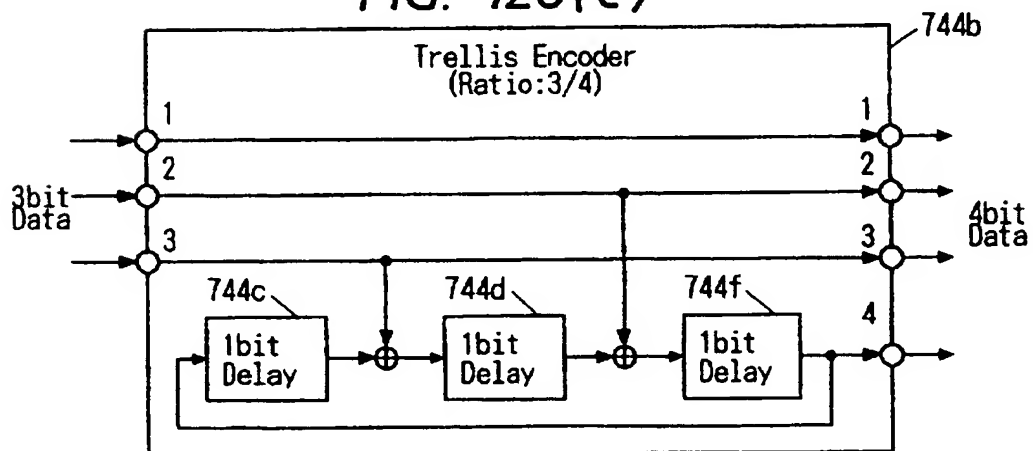 FIG.
744b
Trellis Encoder
(Ratio:3/4)
1
1
2
2
3bit
Data
4bit
Data
3
3
744c
744d
744f
4
1bit
Delay
1bit
Delay
1bit
Delay